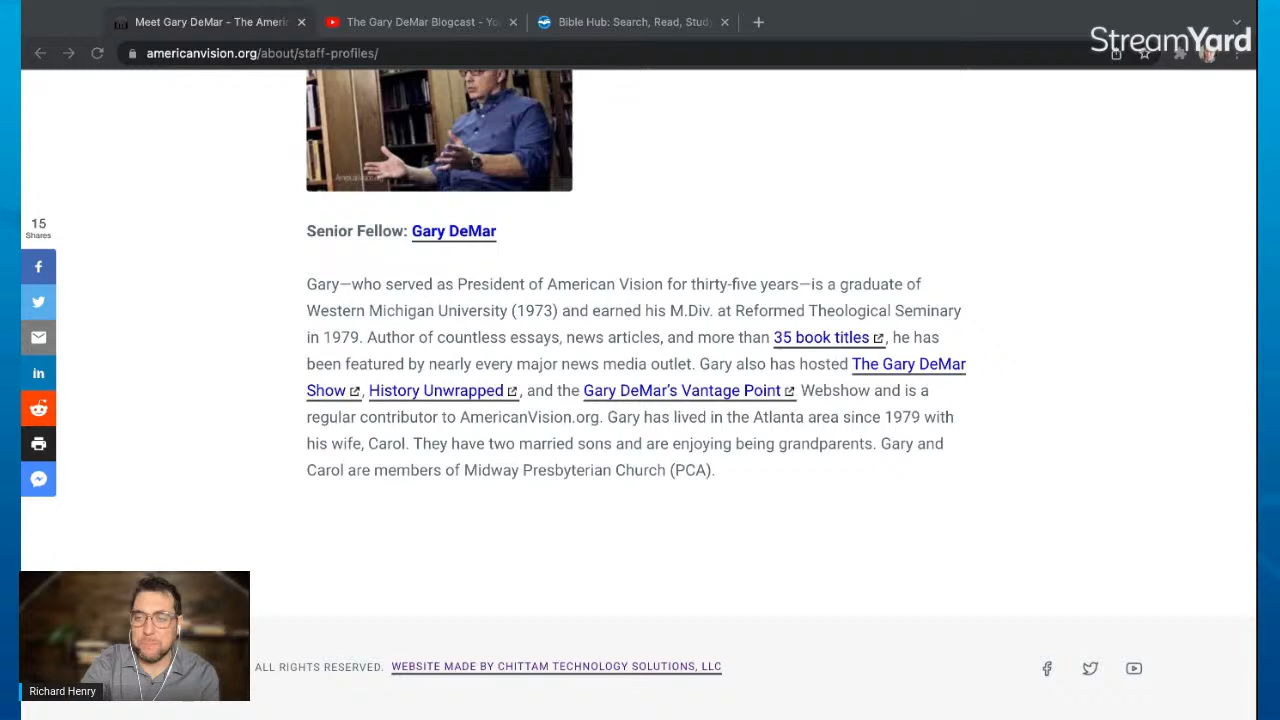 Meet Gary DeMar - The Americ
The Gary DeMar Blogcast - Yo
Bible Hub: Search, Read, Study
StreamYard
americanvision.org/about/staff-profiles/
AmericanVision.org
15
Shares
Senior Fellow: Gary DeMar
Gary—who served as President of American Vision for thirty-five years—is a graduate of
Western Michigan University (1973) and earned his M.Div. at Reformed Theological Seminary
in 1979. Author of countless essays, news articles, and more than 35 book titles, he has
been featured by nearly every major news media outlet. Gary also has hosted The Gary DeMar
Show, History Unwrapped, and the Gary DeMar's Vantage Point Webshow and is a
regular contributor to AmericanVision.org. Gary has lived in the Atlanta area since 1979 with
his wife, Carol. They have two married sons and are enjoying being grandparents. Gary and
Carol are members of Midway Presbyterian Church (PCA).
ALL RIGHTS RESERVED. WEBSITE MADE BY CHITTAM TECHNOLOGY SOLUTIONS, LLC
Richard Henry